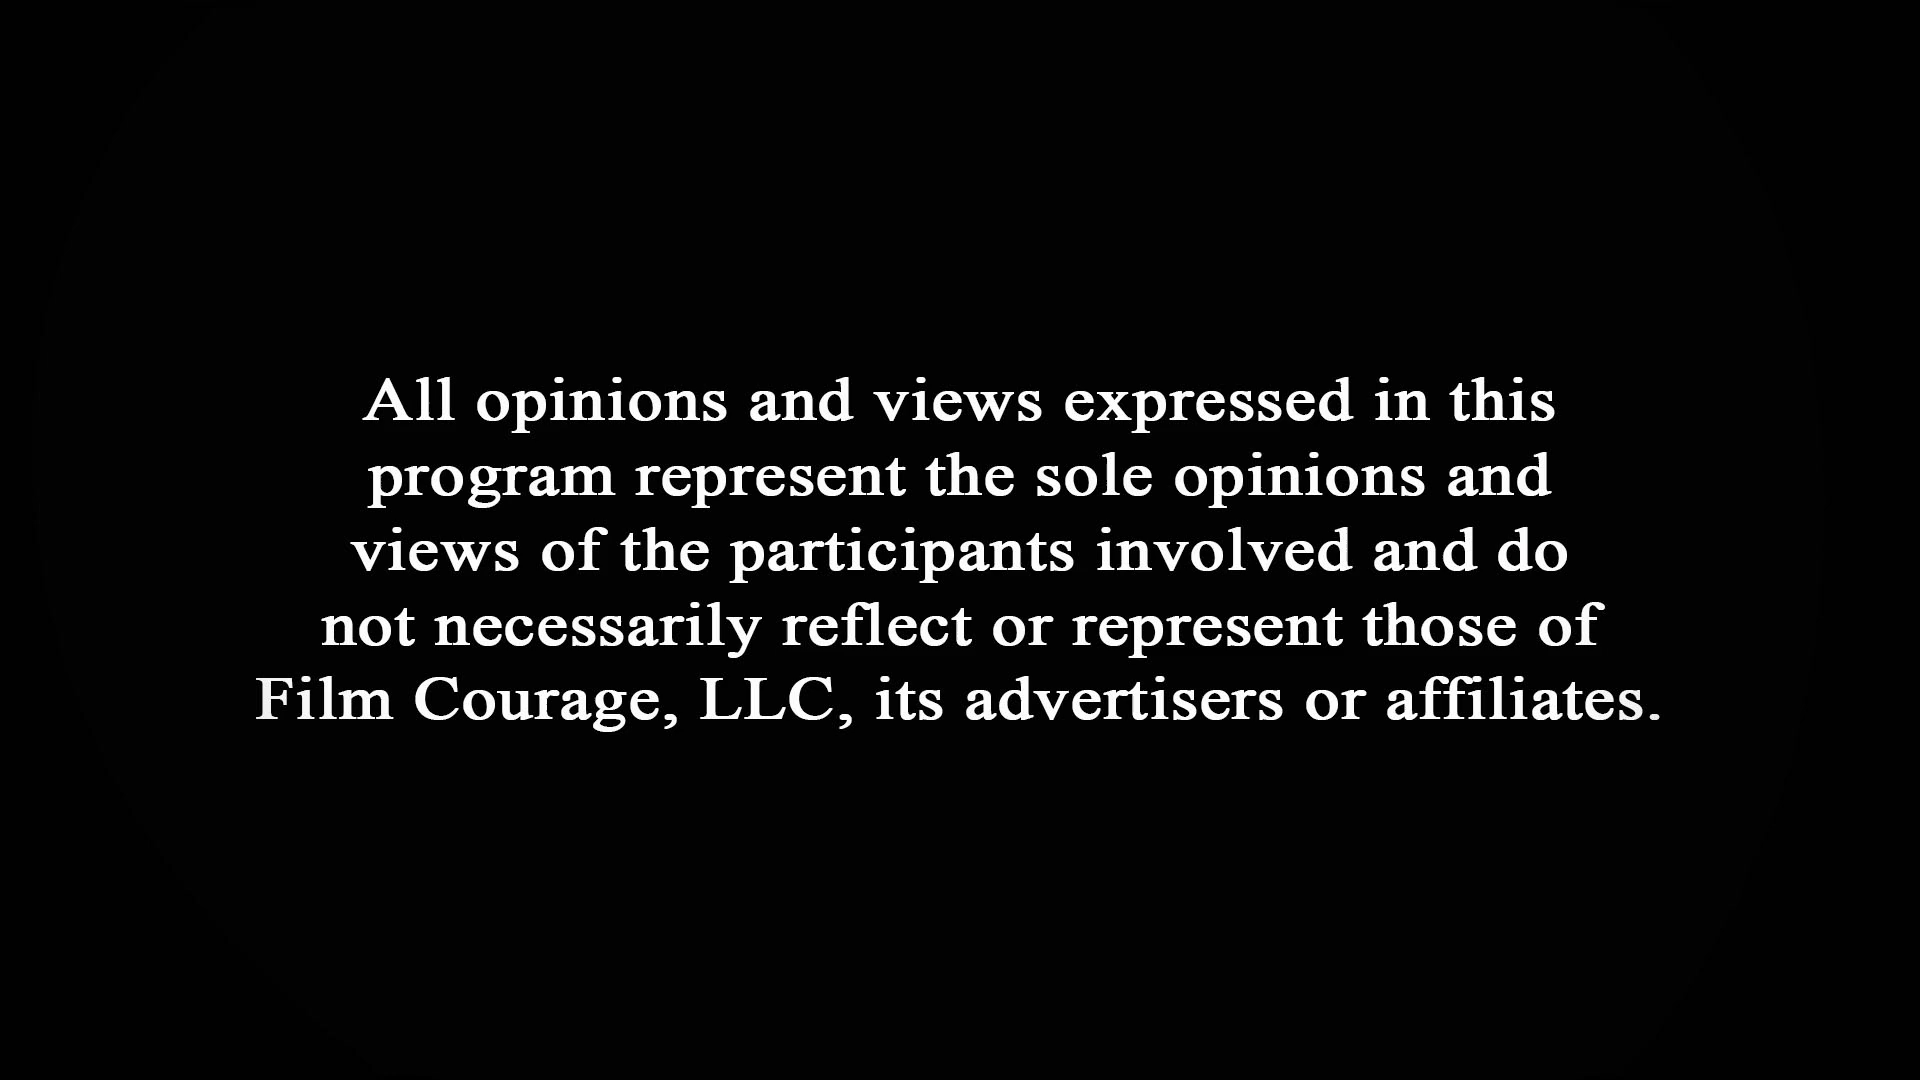 All opinions and views expressed in this
program represent the sole opinions and
views of the participants involved and do
not necessarily reflect or represent those of
Film Courage, LLC, its advertisers or affiliates.